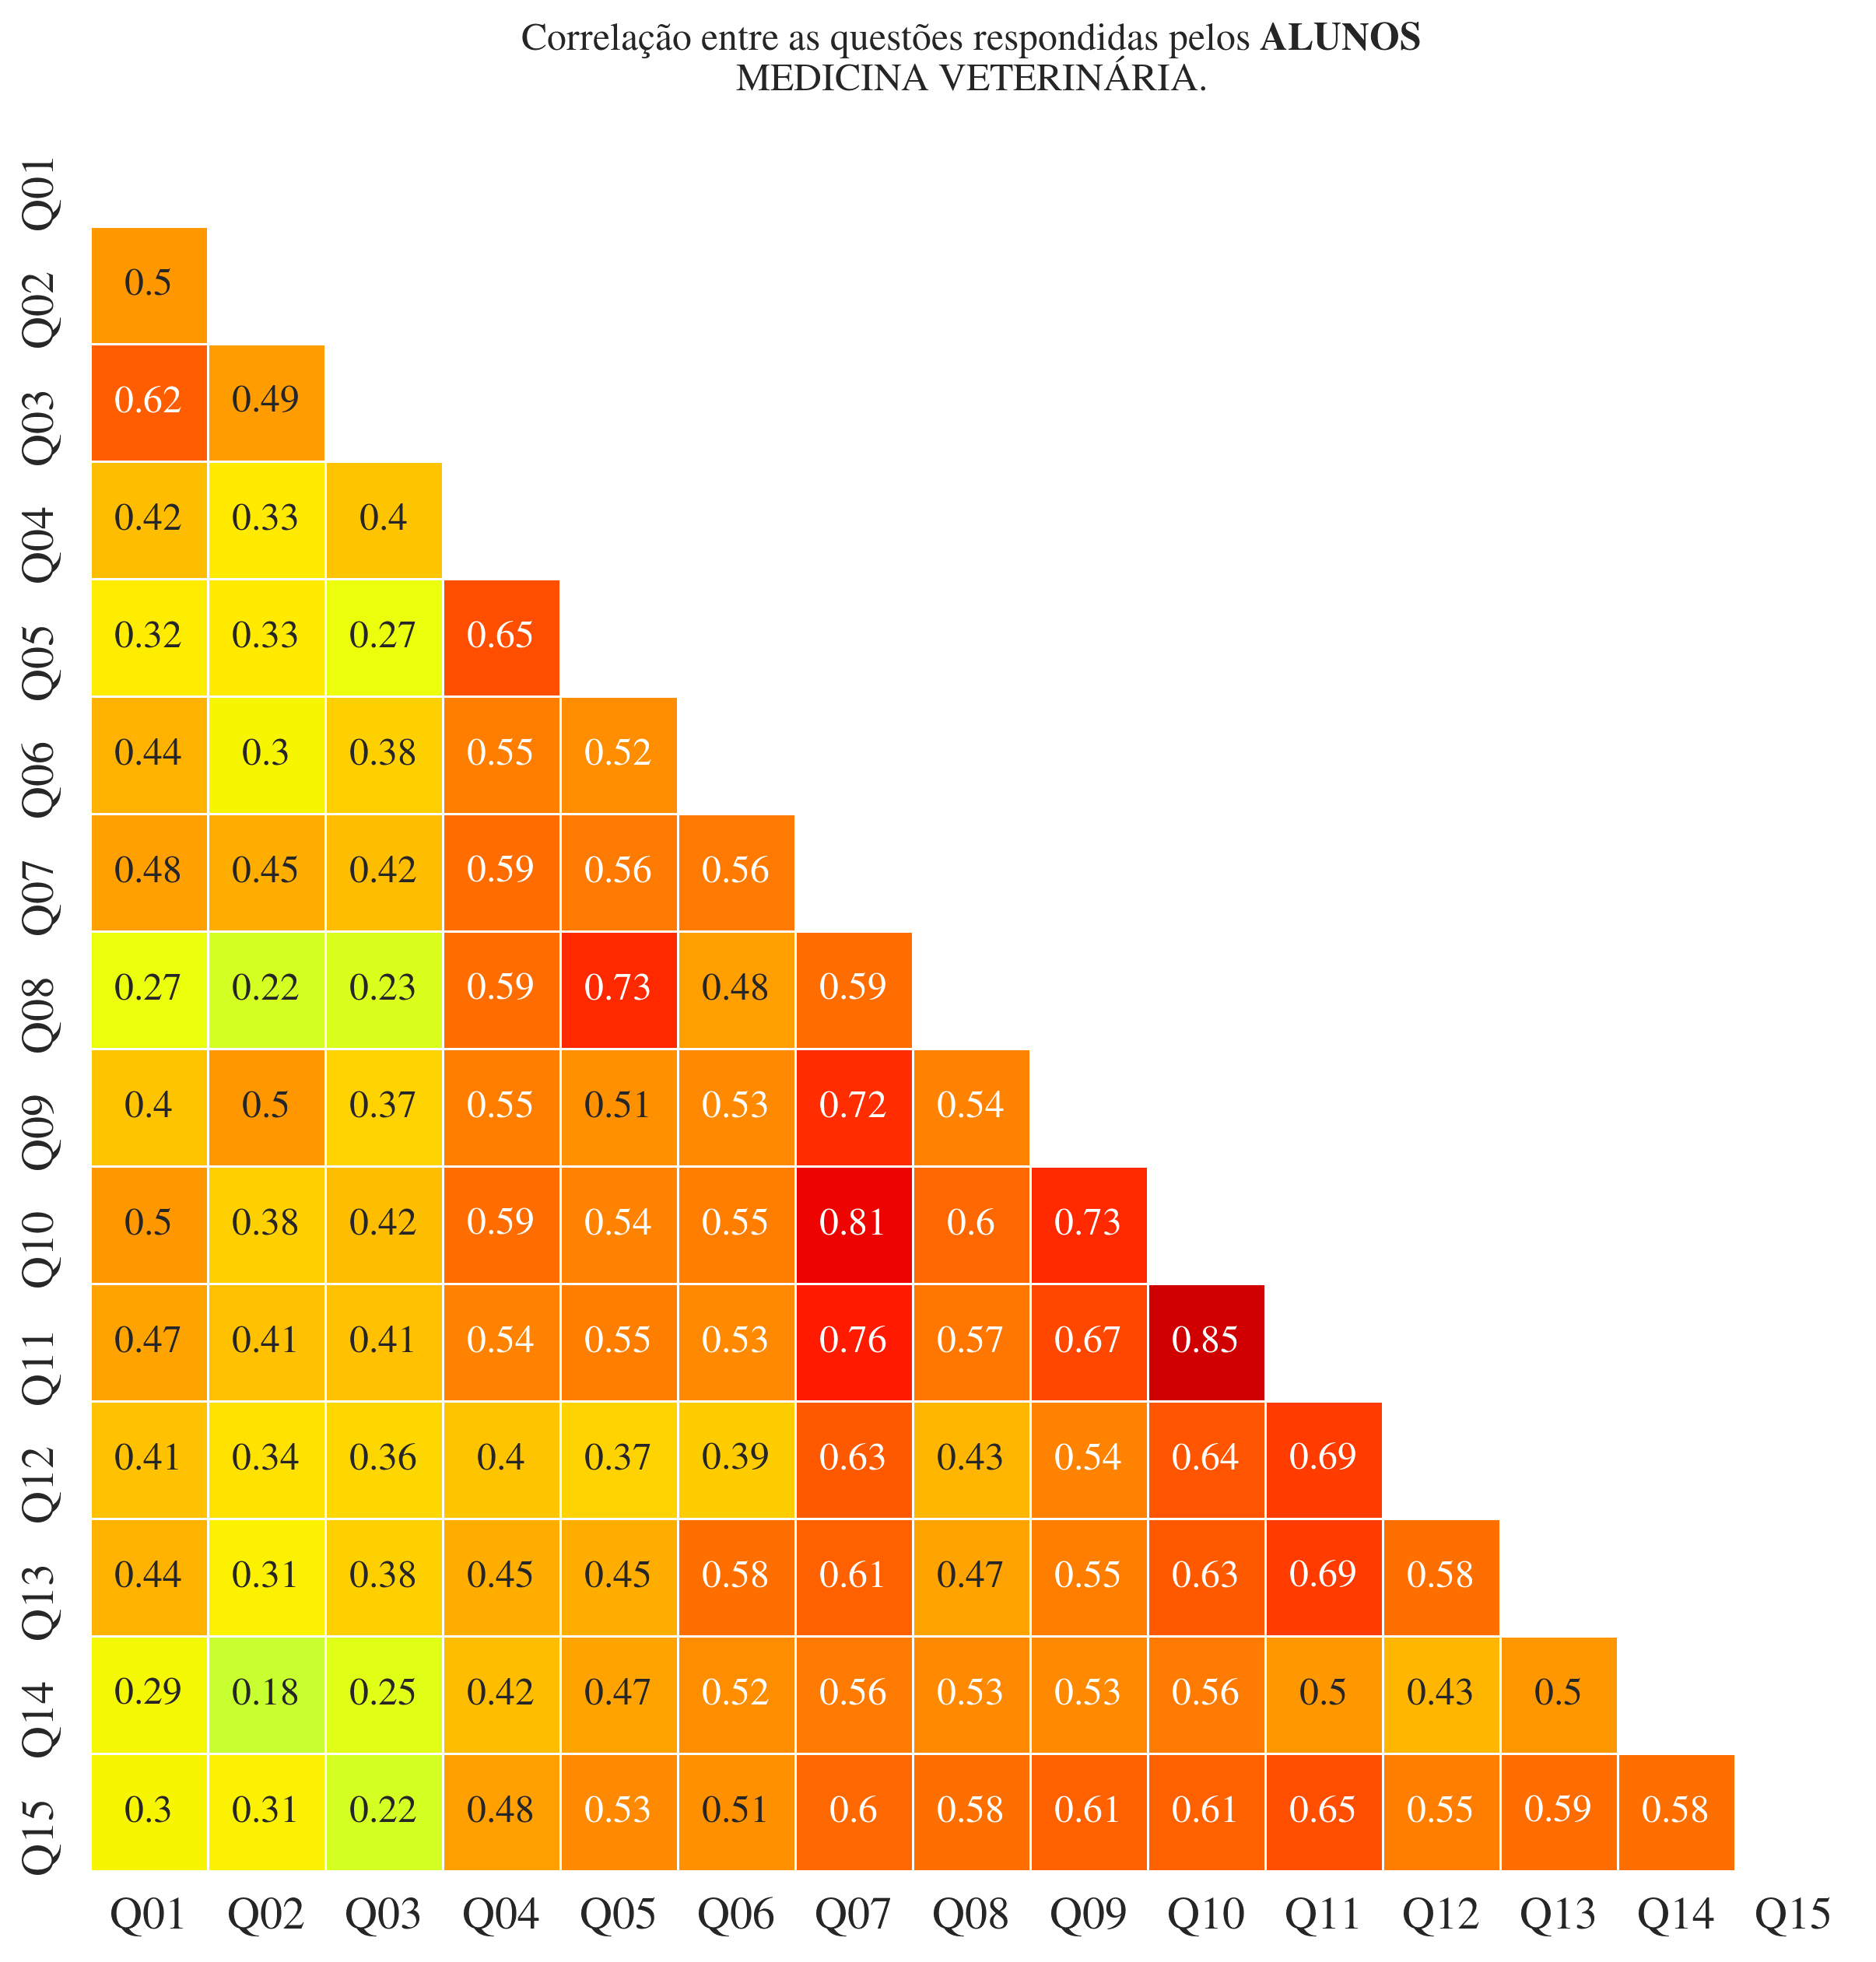 Correlação entre as questões respondidas pelos ALUNOS
MEDICINA VETERINÁRIA.
Q01
Q02 0.5
Q03 0.62 0.49
Q04 0.42 0.33 0.4
Q05 0.32 0.33 0.27 0.65
Q06 0.44 0.3 0.38 0.55 0.52
Q07 0.48 0.45 0.42 0.59 0.56 0.56
Q08 0.27 0.22 0.23 0.59 0.73 0.48 0.59
Q09 0.4 0.5 0.37 0.55 0.51 0.53 0.72 0.54
Q10 0.5 0.38 0.42 0.59 0.54 0.55 0.81 0.6 0.73
Q11 0.47 0.41 0.41 0.54 0.55 0.53 0.76 0.57 0.67 0.85
Q12 0.41 0.34 0.36 0.4 0.37 0.39 0.63 0.43 0.54 0.64 0.69
Q13 0.44 0.31 0.38 0.45 0.45 0.58 0.61 0.47 0.55 0.63 0.69 0.58
Q14 0.29 0.18 0.25 0.42 0.47 0.52 0.56 0.53 0.53 0.56 0.5 0.43 0.5
Q15 0.3 0.31 0.22 0.48 0.53 0.51 0.6 0.58 0.61 0.61 0.65 0.55 0.59 0.58
Q01 Q02 Q03 Q04 Q05 Q06 Q07 Q08 Q09 Q10 Q11 Q12 Q13 Q14 Q15